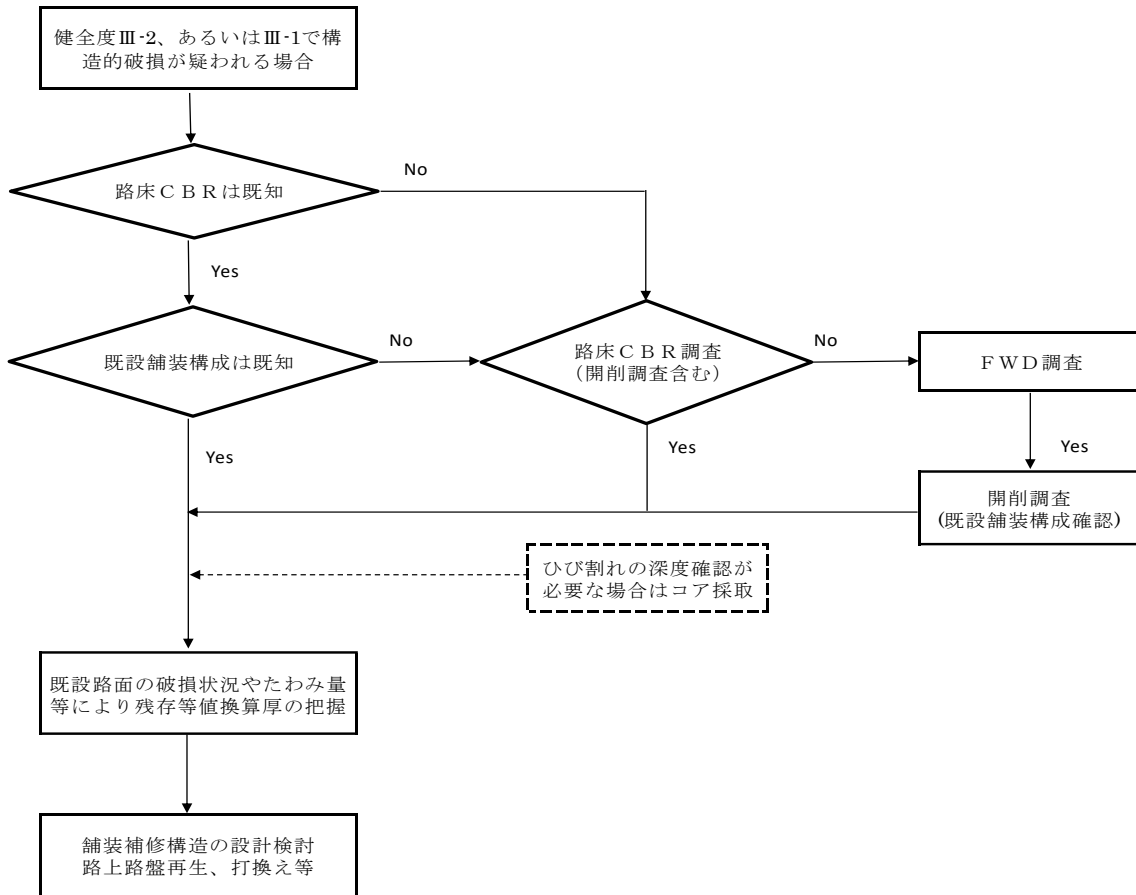 健全度Ⅲ-2、あるいはⅢ-1で構
造的破損が疑われる場合
No
路床ＣＢＲは既知
Yes
No
No
既設舗装構成は既知
路床ＣＢＲ調査
（開削調査含む）
ＦＷＤ調査
Yes
Yes
Yes
開削調査
(既設舗装構成確認)
ひび割れの深度確認が
必要な場合はコア採取
既設路面の破損状況やたわみ量
等により残存等値換算厚の把握
舗装補修構造の設計検討
路上路盤再生、打換え等